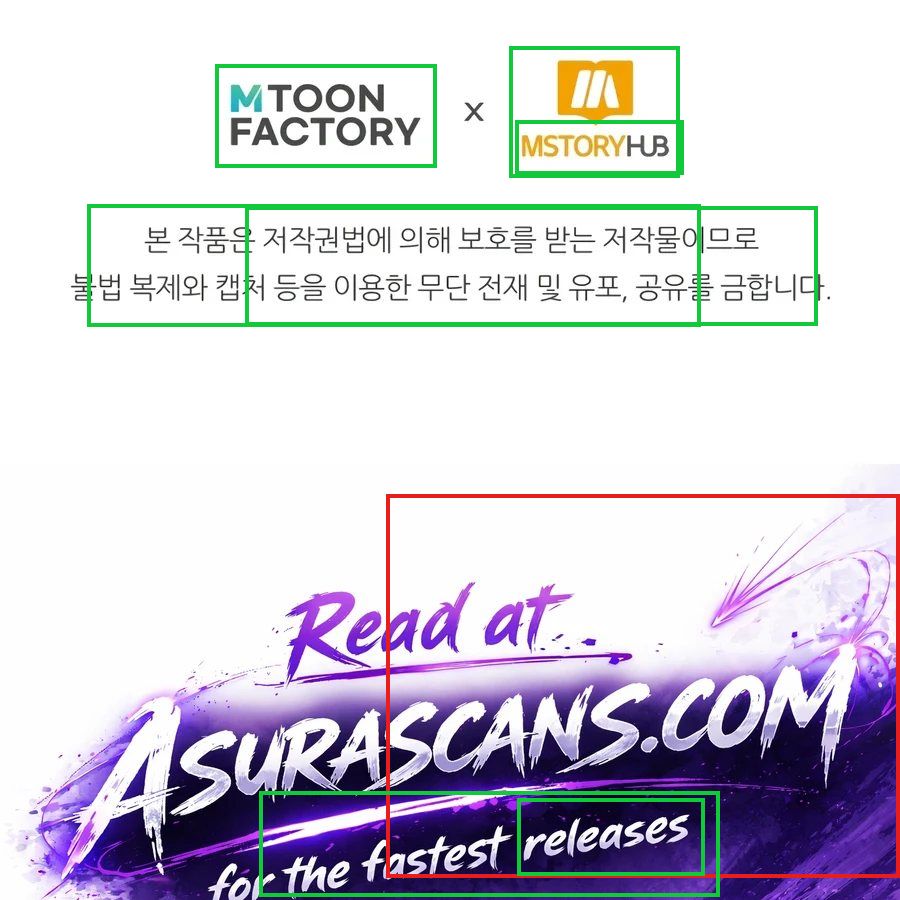 MTOON
FACTORY
x
MSTORYHUB
본 작품은 저작권법에 의해 보호를 받는 저작물이므로
불법 복제와 캡처 등을 이용한 무단 전재 및 유포, 공유를 금합니다.
Read at...
ASURASCANS.COM
for the fastest releases